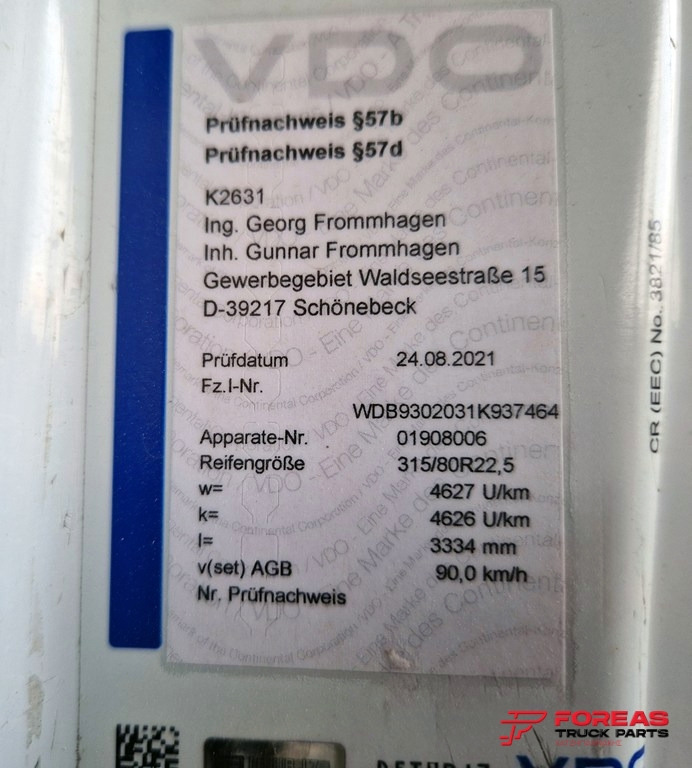 VDO
Prüfnachweis §57b
Prüfnachweis §57d
K2631
Ing. Georg Frommhagen
Inh. Gunnar Frommhagen
Gewerbegebiet Waldseestraße 15
D-39217 Schönebeck
Prüfdatum 24.08.2021
Fz.I-Nr.
WDB9302031K937464
Apparate-Nr. 01908006
Reifengröße 315/80R22,5
w= 4627 U/km
k= 4626 U/km
l= 3334 mm
v(set) AGB 90,0 km/h
Nr. Prüfnachweis
CR (EEC) No. 3821/85
FOREAS
TRUCK PARTS